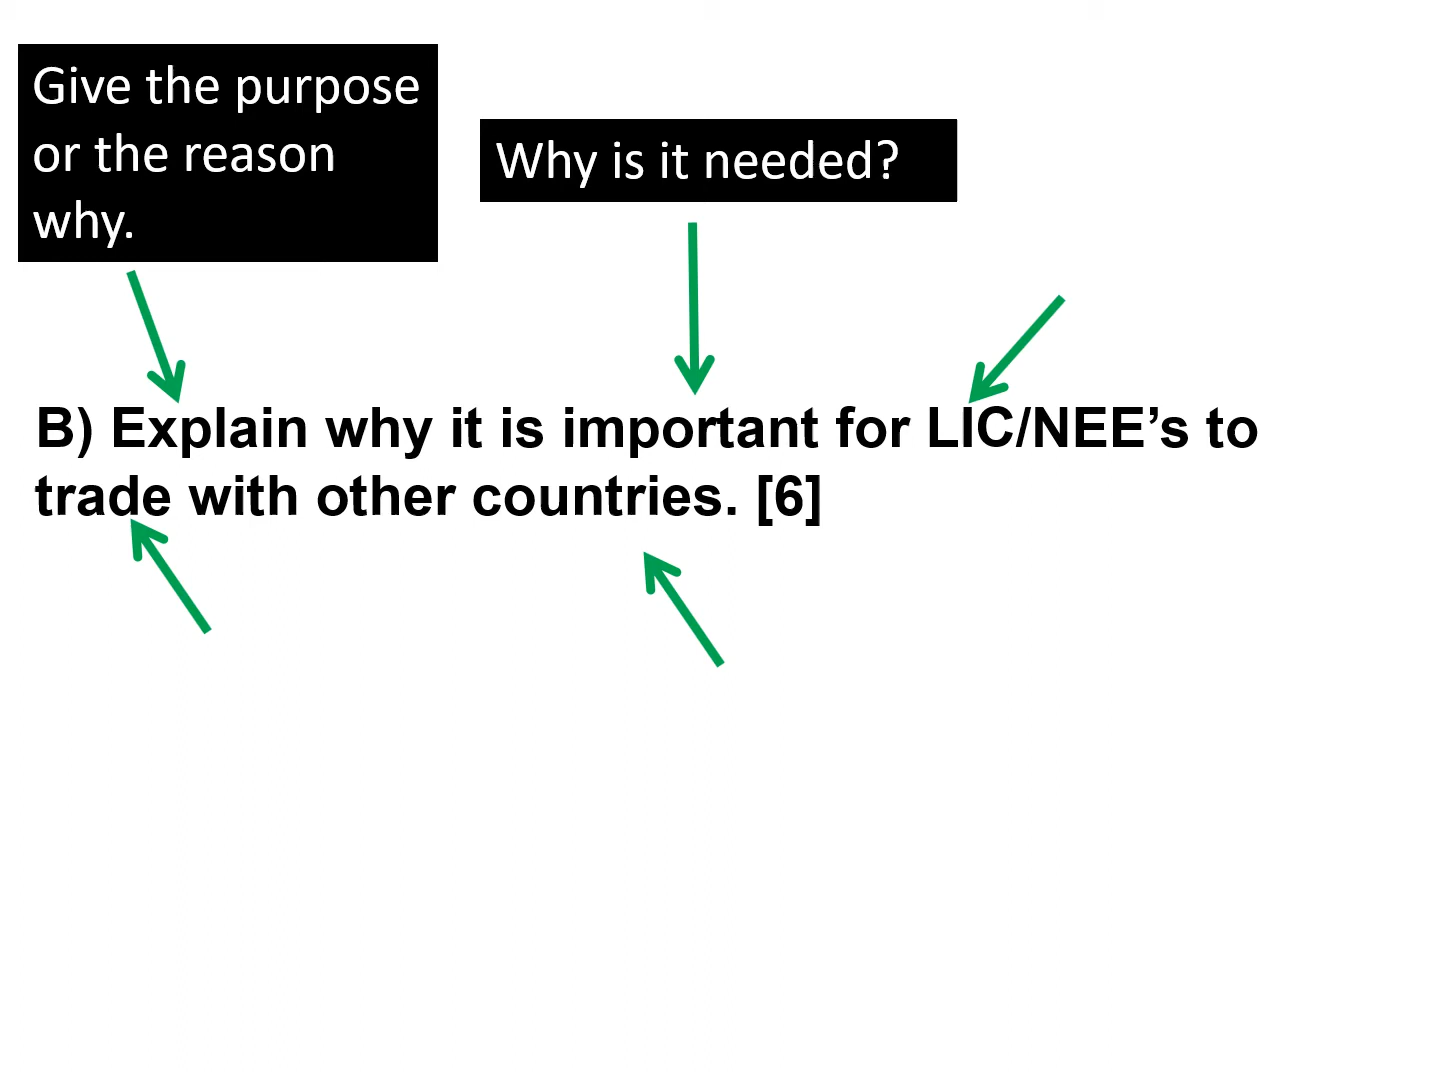 Give the purpose
or the reason
why.
Why is it needed?
B) Explain why it is important for LIC/NEE’s to
trade with other countries. [6]